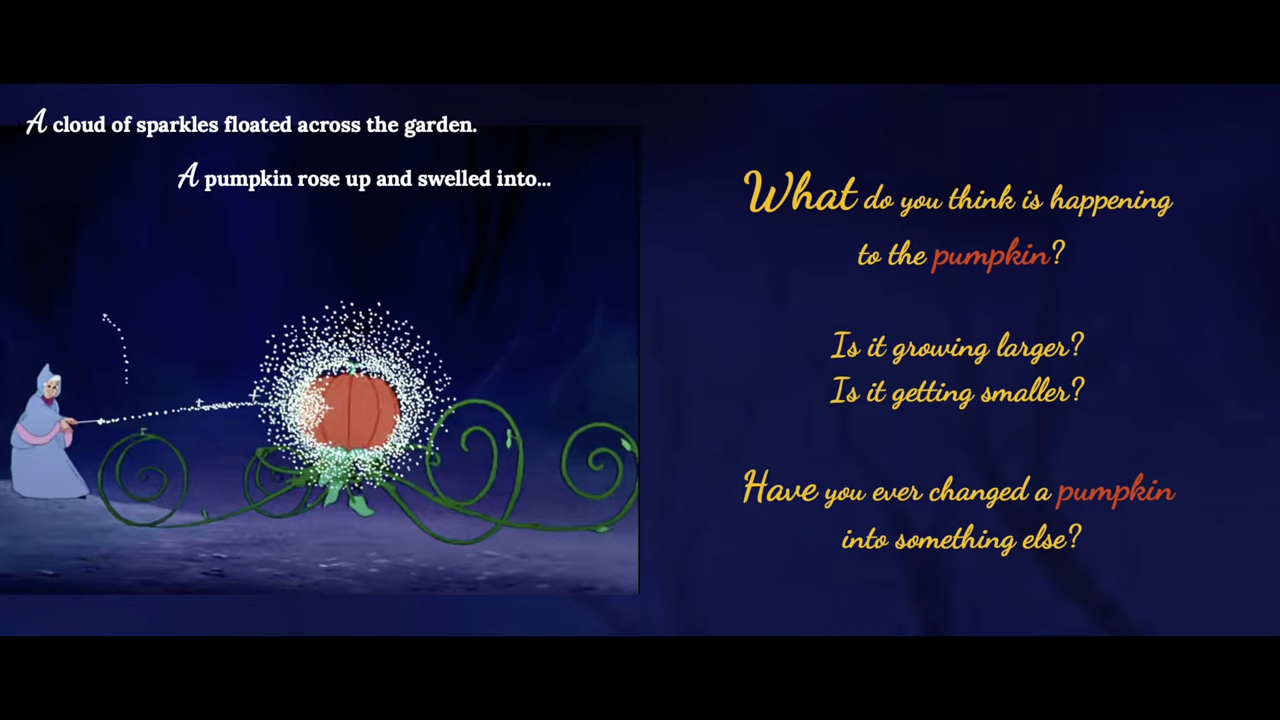 A cloud of sparkles floated across the garden.
A pumpkin rose up and swelled into...
What do you think is happening
to the pumpkin?
Is it growing larger?
Is it getting smaller?
Have you ever changed a pumpkin
into something else?